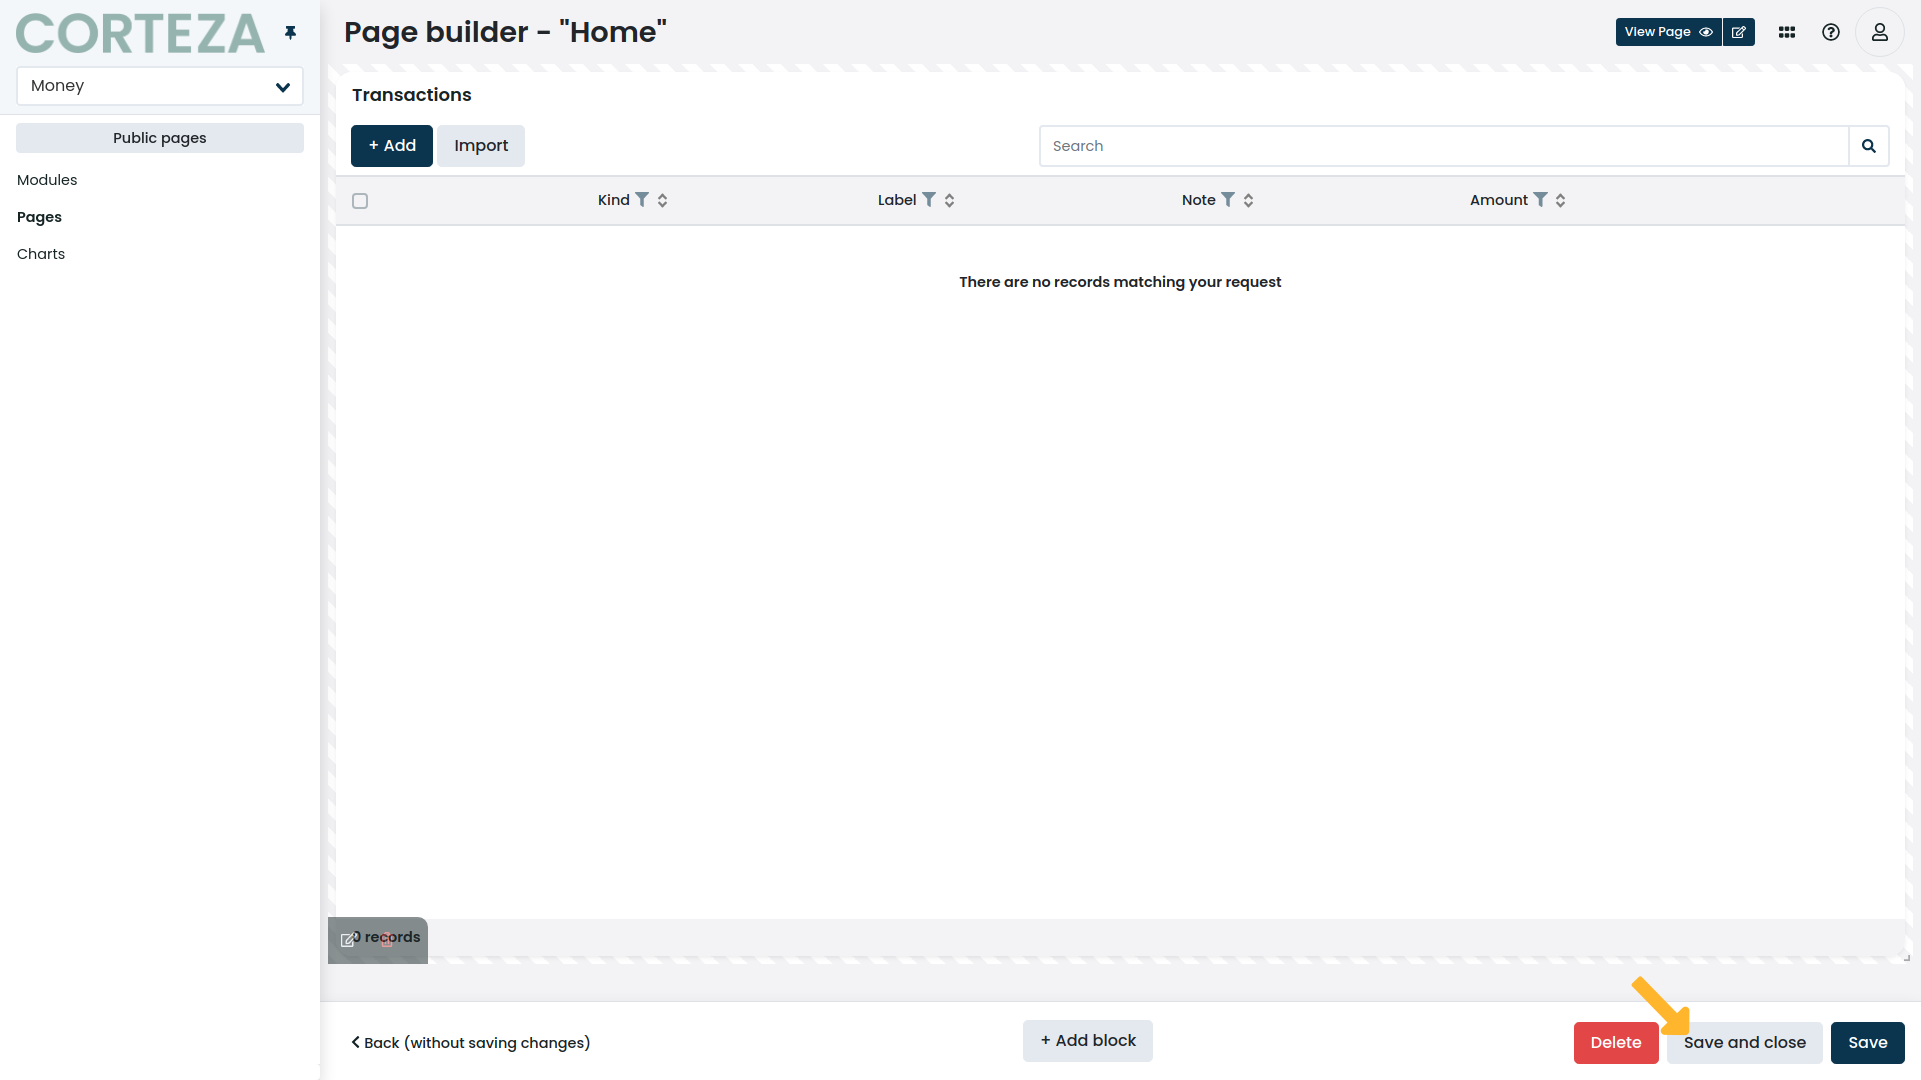 CORTEZA
Page builder - "Home"
View Page
Money
Public pages
Modules
Pages
Charts
Transactions
+ Add
Import
Search
Kind
Label
Note
Amount
There are no records matching your request
0 records
Back (without saving changes)
+ Add block
Delete
Save and close
Save